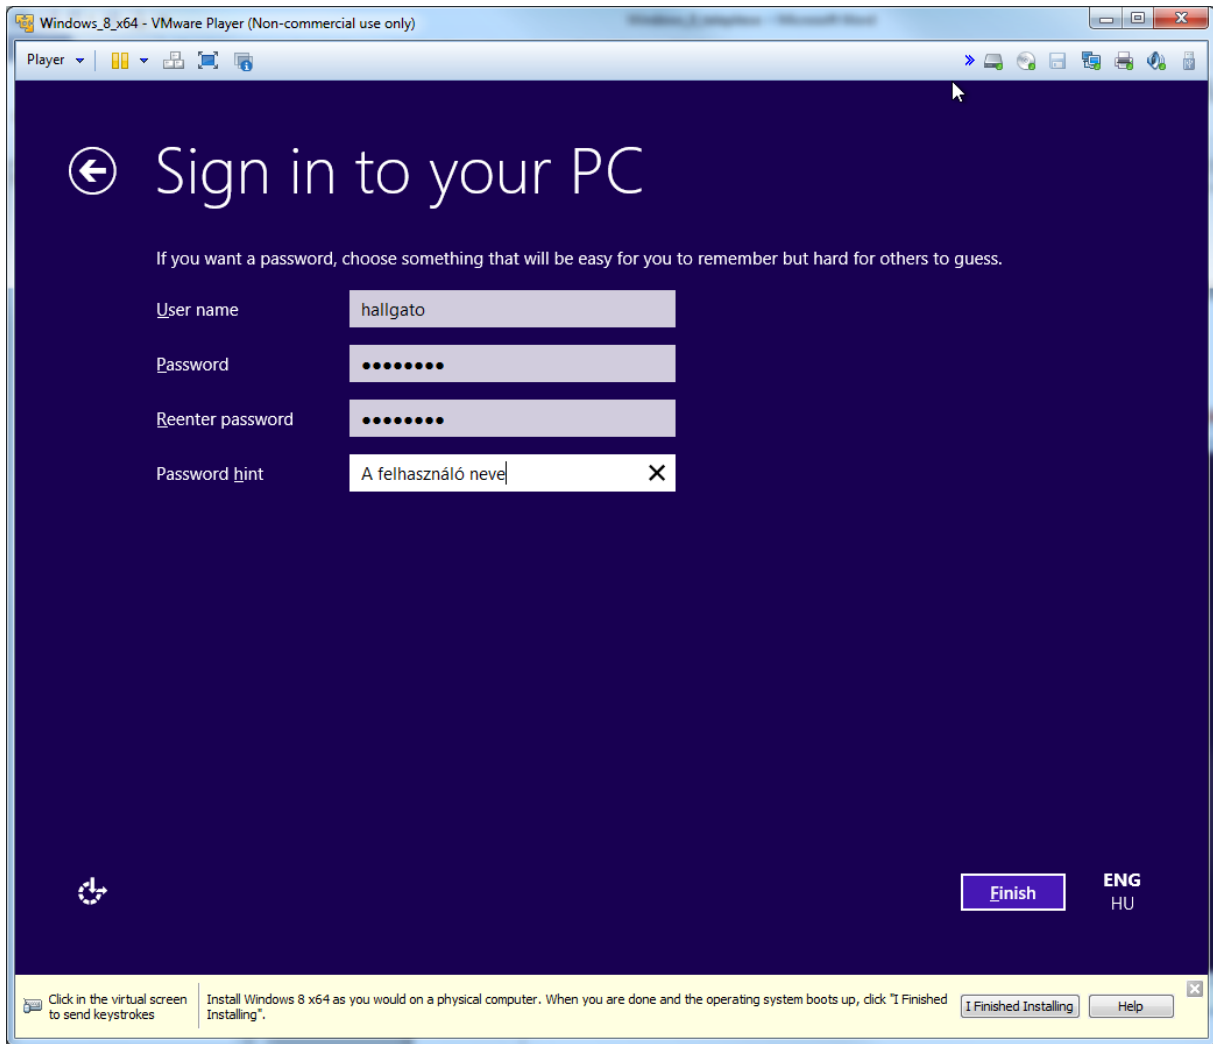 Windows_8_x64 - VMware Player (Non-commercial use only)
Player
Sign in to your PC
If you want a password, choose something that will be easy for you to remember but hard for others to guess.
User name
hallgato
Password
••••••••
Reenter password
••••••••
Password hint
A felhasználó neve
Finish
ENG
HU
Click in the virtual screen
to send keystrokes
Install Windows 8 x64 as you would on a physical computer. When you are done and the operating system boots up, click "I Finished
Installing".
I Finished Installing
Help